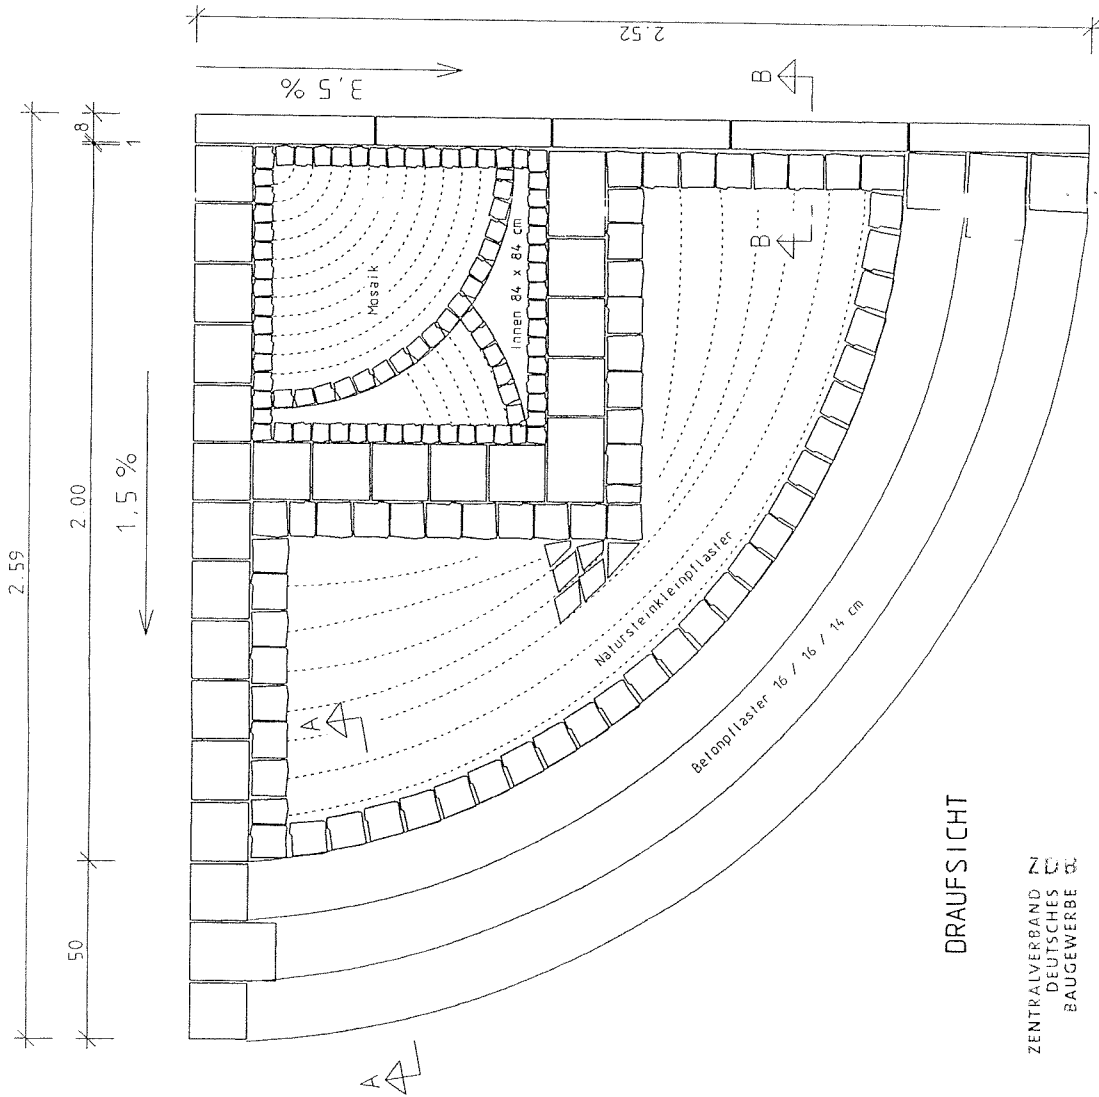 2.52
3,5 %
B
8
1
B
Mosaik
Innen 84 x 84 cm
1,5 %
2 00
2.59
Natursteinkleinpflaster
A
Betonpflaster 16 / 16 / 14 cm
50
A
DRAUFSICHT
ZENTRALVERBAND
DEUTSCHES
BAUGEWERBE
ZDB